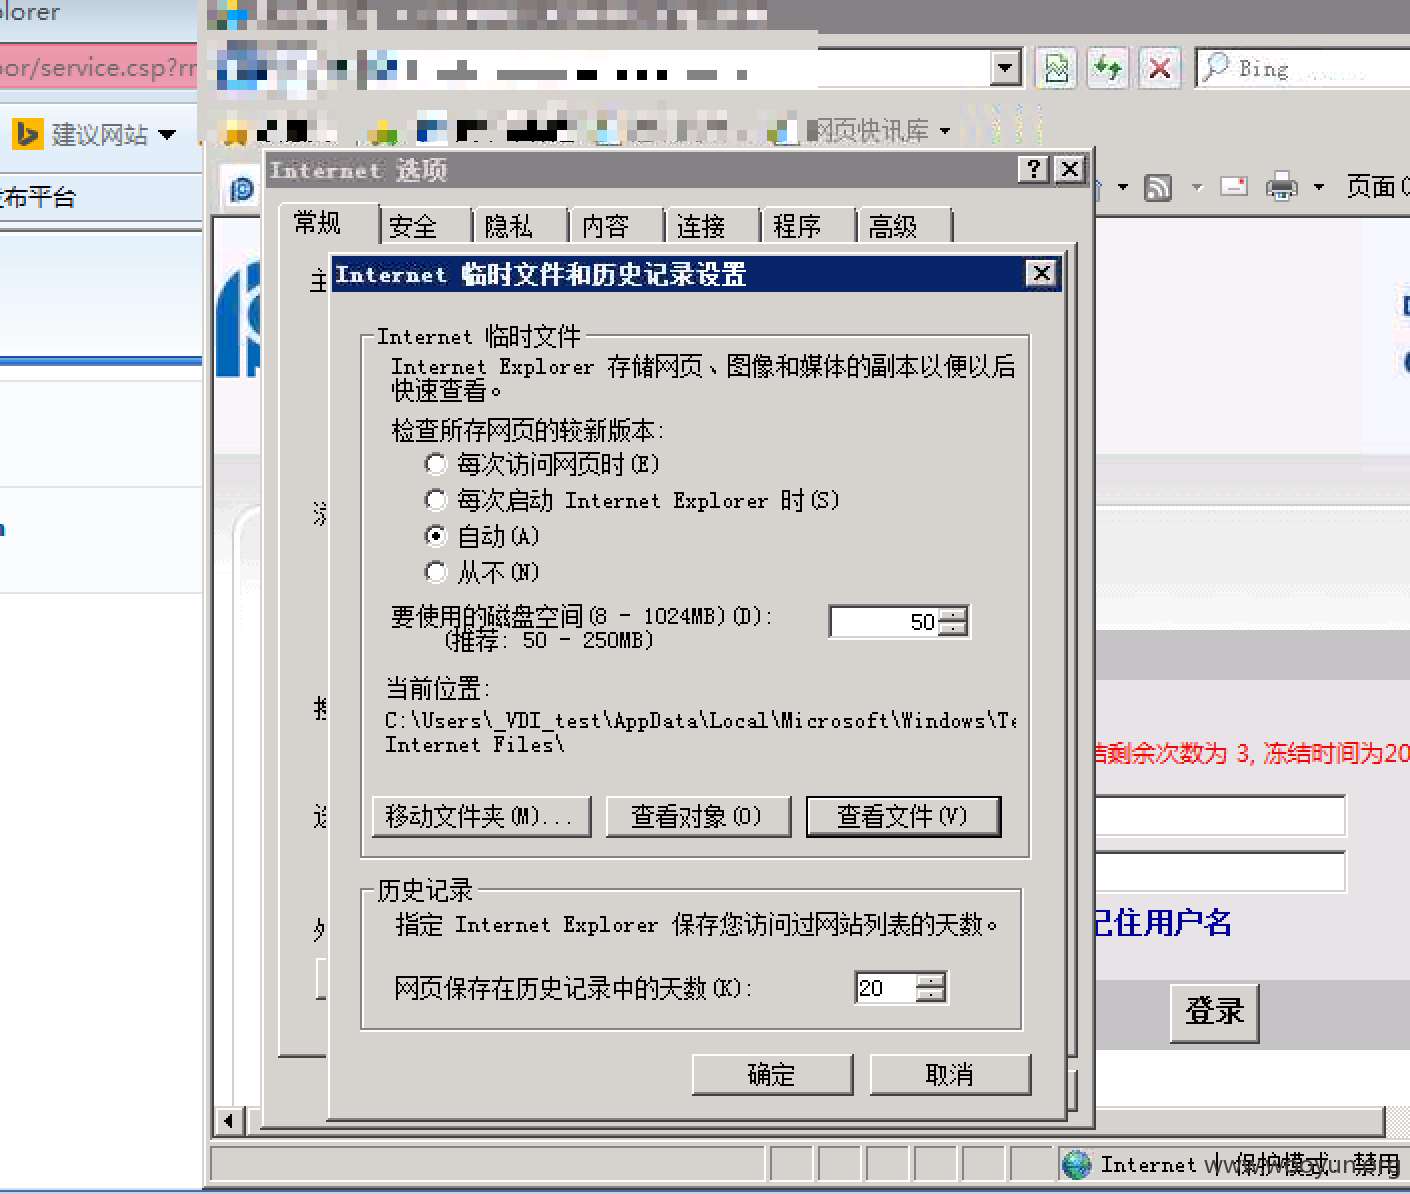 lorer
oor/service.csp?rr
Bing
建议网站
网页快讯库
布平台
Internet 选项
页面
常规
安全
隐私
内容
连接
程序
高级
主
Internet 临时文件和历史记录设置
Internet 临时文件
Internet Explorer 存储网页、图像和媒体的副本以便以后
快速查看。
检查所存网页的较新版本:
每次访问网页时(E)
每次启动 Internet Explorer 时(S)
自动(A)
从不(N)
要使用的磁盘空间(8 - 1024MB)(D):
50
(推荐: 50 - 250MB)
当前位置:
C:\Users\_VDI_test\AppData\Local\Microsoft\Windows\Te
Internet Files\
结剩余次数为 3, 冻结时间为20
移动文件夹(M)...
查看对象(O)
查看文件(V)
历史记录
指定 Internet Explorer 保存您访问过网站列表的天数。
记住用户名
网页保存在历史记录中的天数(K):
20
登录
确定
取消
Internet | 保护模式: 禁用
www.wooyun.org